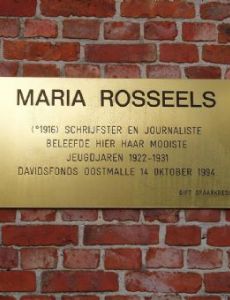 MARIA ROSSEELS
(°1916) SCHRIJFSTER EN JOURNALISTE
BELEEFDE HIER HAAR MOOISTE
JEUGDJAREN 1922-1931
DAVIDSFONDS OOSTMALLE 14 OKTOBER 1994
GIFT SPAARKREDIET